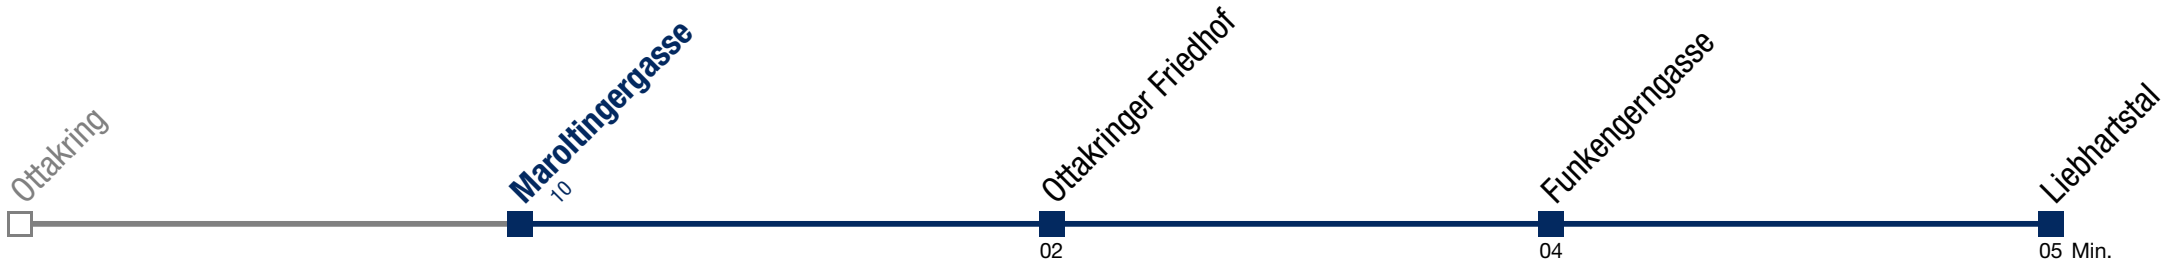 Ottakring
Maroltingergasse
10
Ottakringer Friedhof
Funkengerngasse
Liebhartstal
02
04
05 Min.